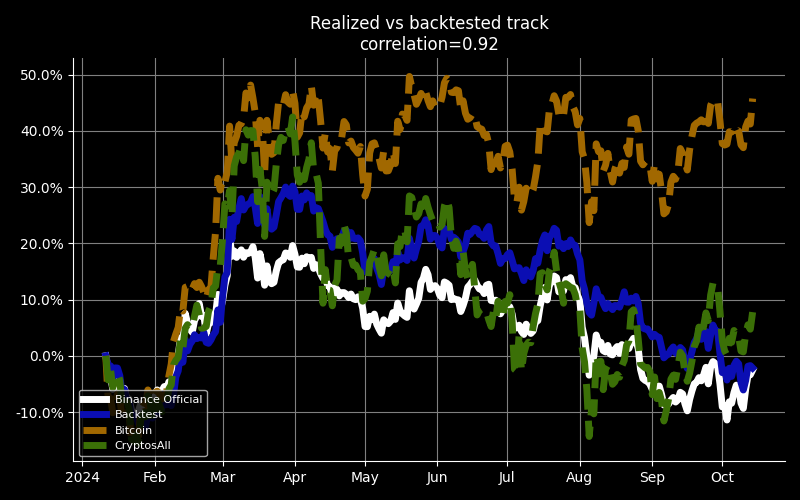 Realized vs backtested track
correlation=0.92
50.0%
40.0%
30.0%
20.0%
10.0%
0.0%
-10.0%
Binance Official
Backtest
Bitcoin
CryptosAll
2024 Feb Mar Apr May Jun Jul Aug Sep Oct